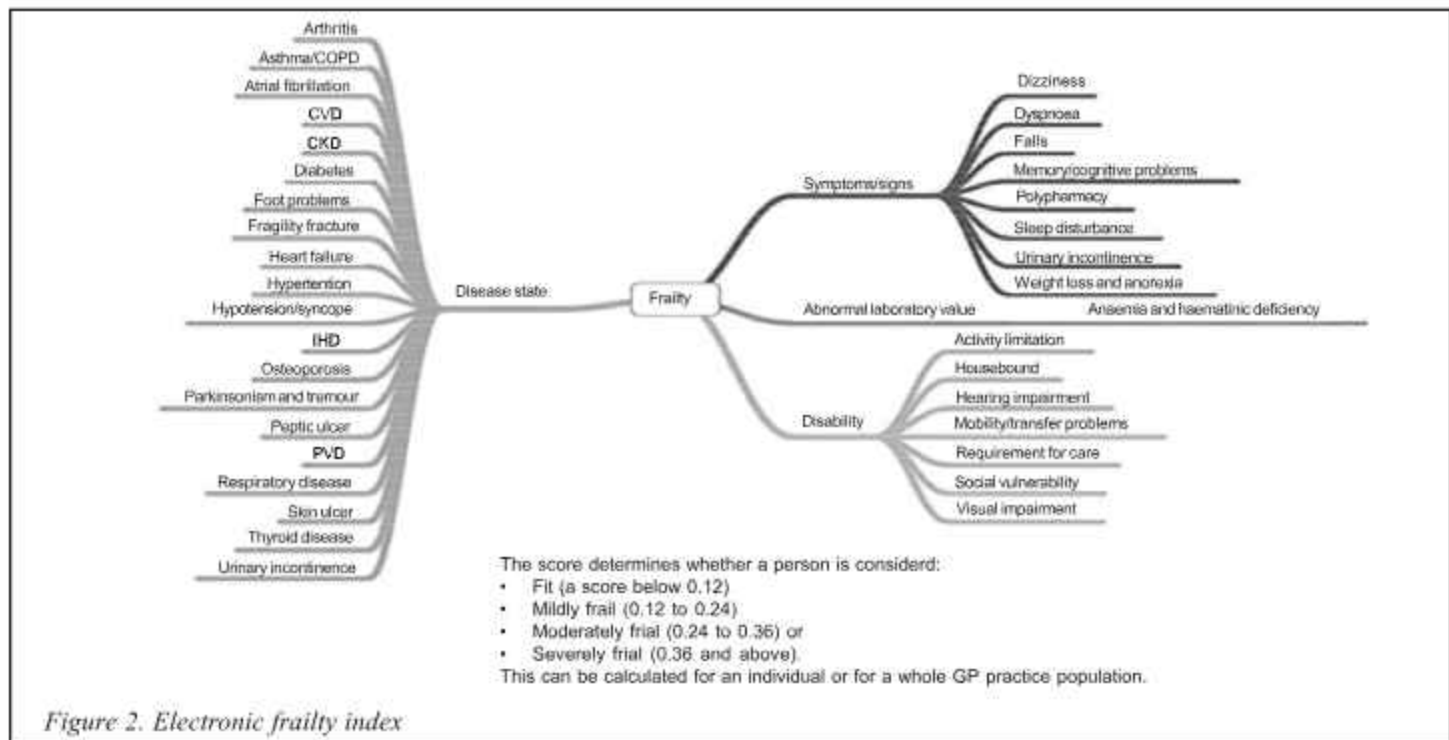 Arthritis
Asthma/COPD
Atrial fibrillation
CVD
CKD
Diabetes
Foot problems
Fragility fracture
Heart failure
Hypertention
Hypotension/syncope
IHD
Osteoporosis
Parkinsonism and tremour
Peptic ulcer
PVD
Respiratory disease
Skin ulcer
Thyroid disease
Urinary incontinence
Disease state
Frailty
Symptoms/signs
Dizziness
Dyspnoea
Falls
Memory/cognitive problems
Polypharmacy
Sleep disturbance
Urinary incontinence
Weight loss and anorexia
Abnormal laboratory value
Anaemia and haematinic deficiency
Disability
Activity limitation
Housebound
Hearing impairment
Mobility/transfer problems
Requirement for care
Social vulnerability
Visual impairment
The score determines whether a person is considerd:
• Fit (a score below 0.12)
• Mildly frail (0.12 to 0.24)
• Moderately frial (0.24 to 0.36) or
• Severely frial (0.36 and above).
This can be calculated for an individual or for a whole GP practice population.
Figure 2. Electronic frailty index